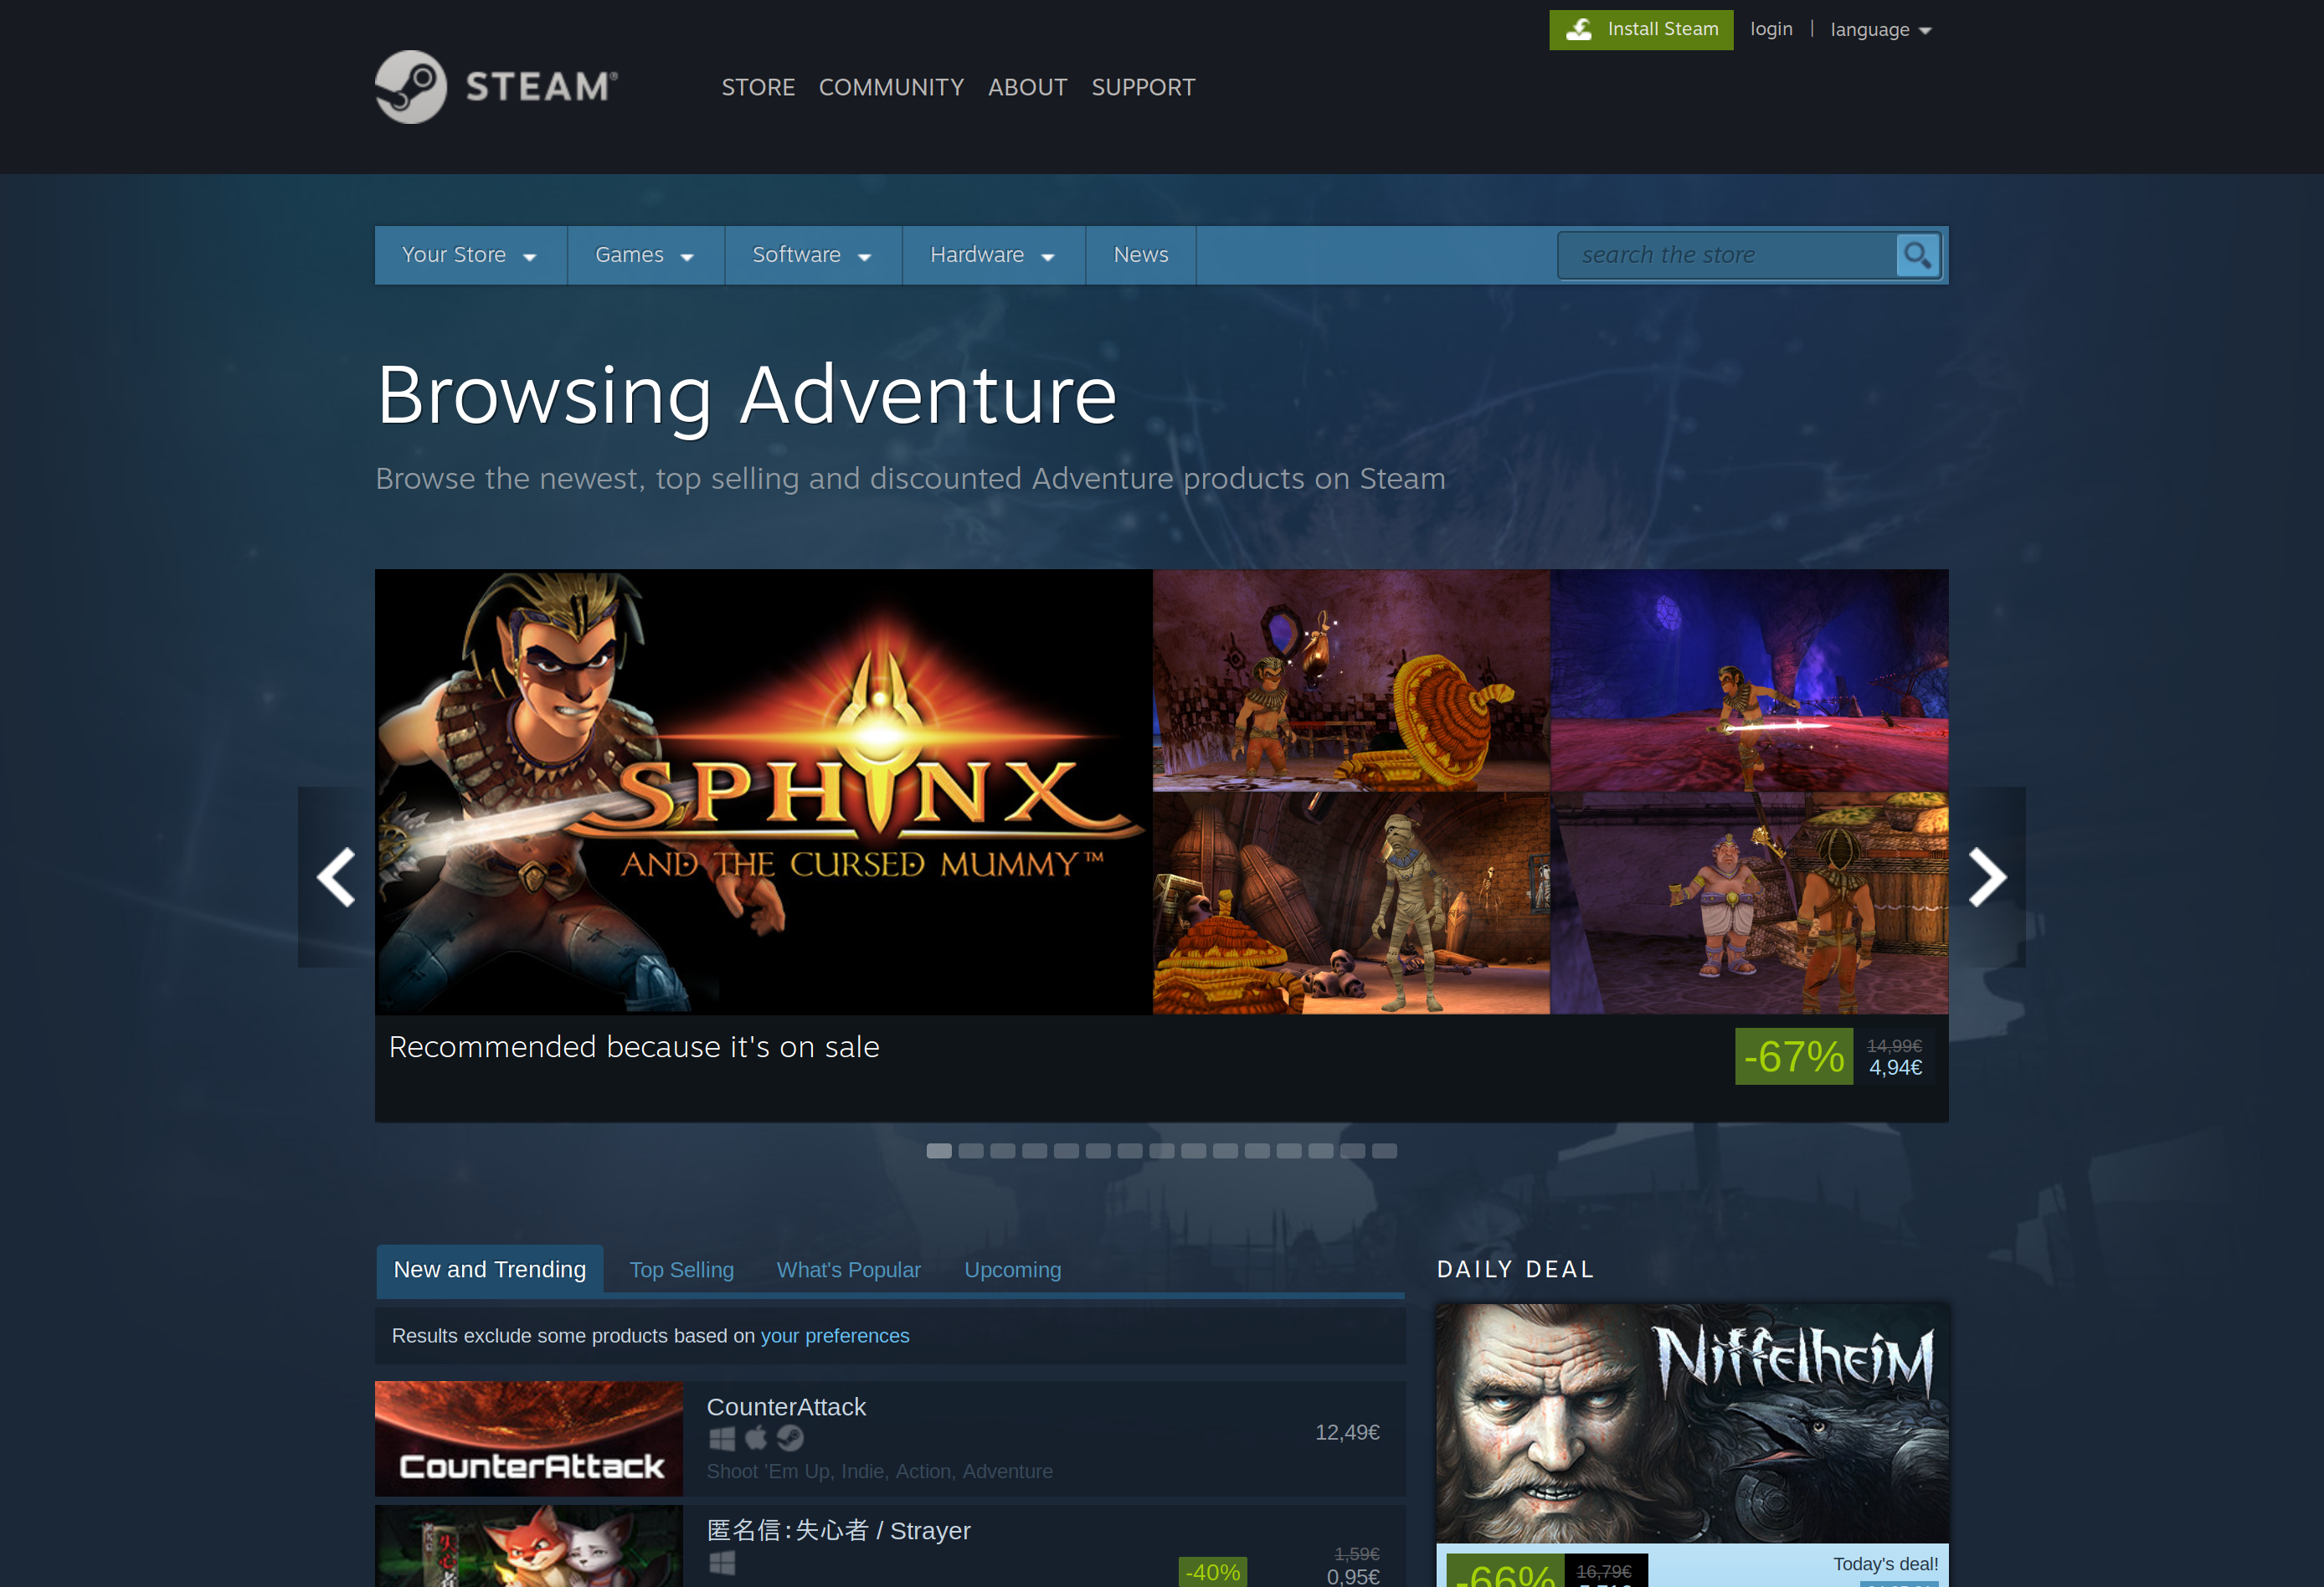 Install Steam login | language
STEAM®
STORE COMMUNITY ABOUT SUPPORT
Your Store Games Software Hardware News search the store
Browsing Adventure
Browse the newest, top selling and discounted Adventure products on Steam
SPHINX
AND THE CURSED MUMMY™
Recommended because it's on sale
-67% 14,99€
4,94€
New and Trending Top Selling What's Popular Upcoming
DAILY DEAL
Results exclude some products based on your preferences
Niffelheim
CounterAttack
CounterAttack
12,49€
Shoot 'Em Up, Indie, Action, Adventure
匿名信:失心者 / Strayer
失心者
-40% 1,59€
0,95€
Today's deal!
-66% 16,79€